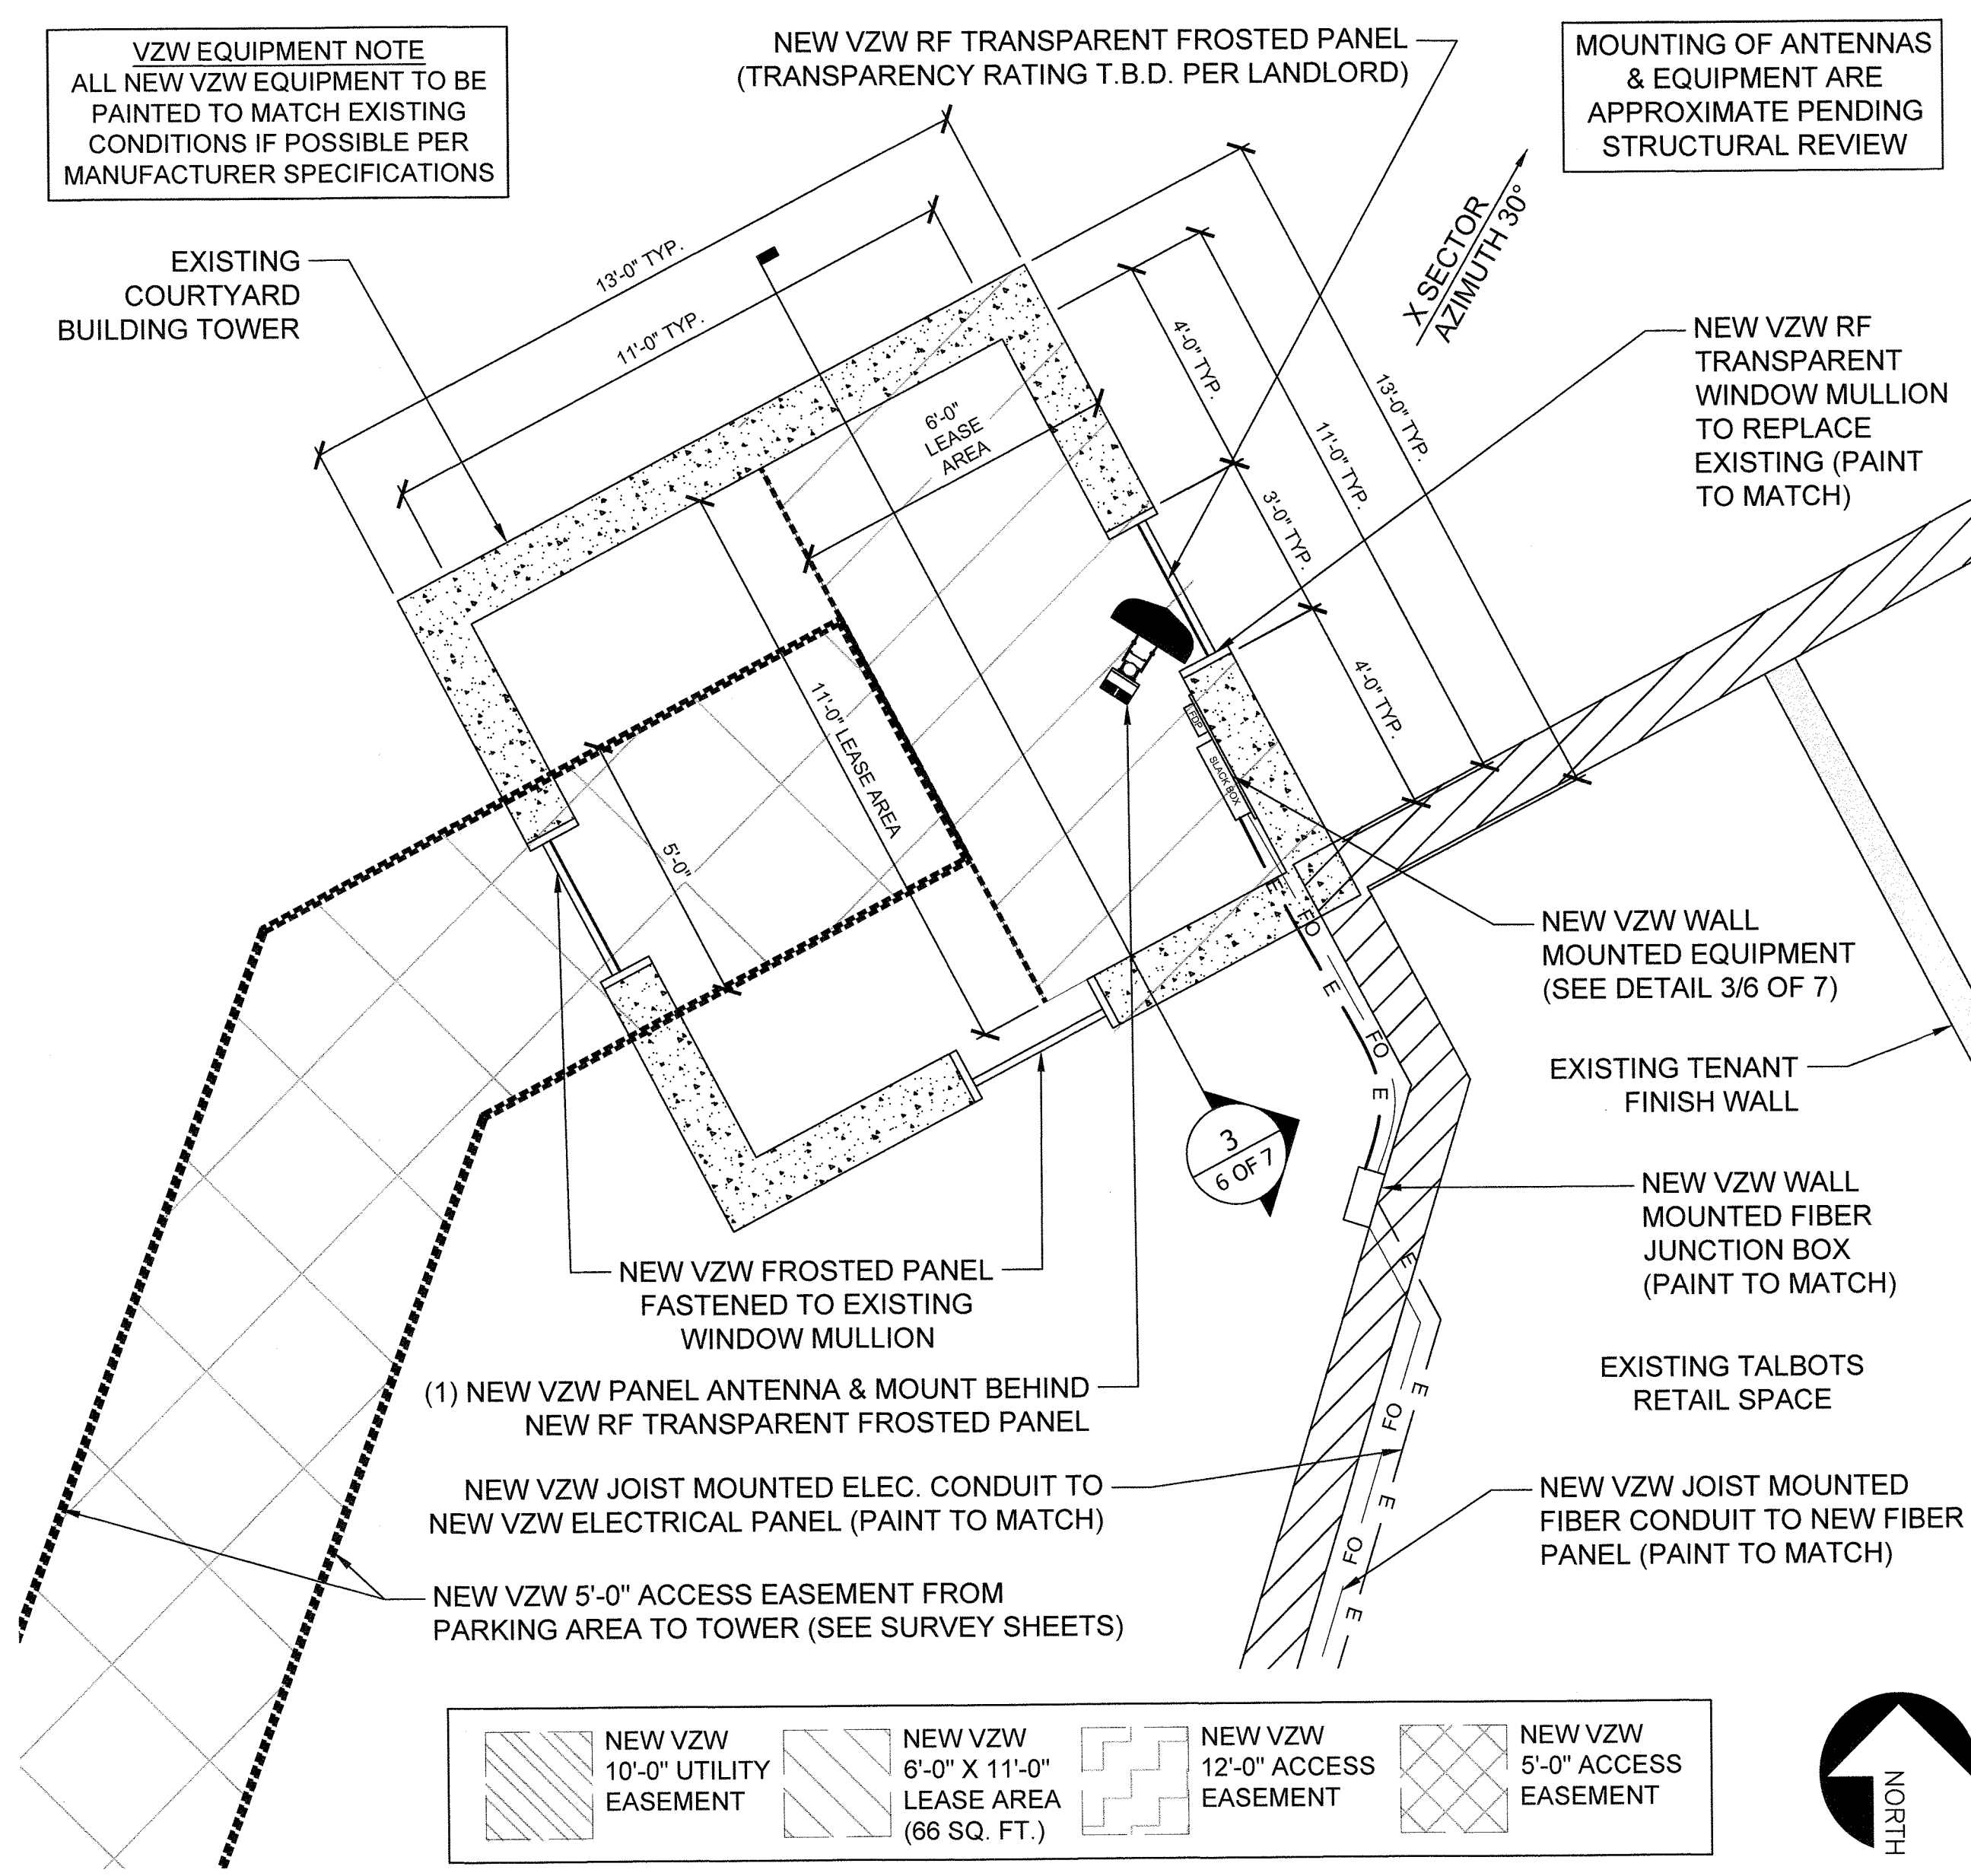 VZW EQUIPMENT NOTE
ALL NEW VZW EQUIPMENT TO BE
PAINTED TO MATCH EXISTING
CONDITIONS IF POSSIBLE PER
MANUFACTURER SPECIFICATIONS
NEW VZW RF TRANSPARENT FROSTED PANEL
(TRANSPARENCY RATING T.B.D. PER LANDLORD)
MOUNTING OF ANTENNAS
& EQUIPMENT ARE
APPROXIMATE PENDING
STRUCTURAL REVIEW
EXISTING
COURTYARD
BUILDING TOWER
13'-0" TYP.
11'-0" TYP.
X SECTOR
AZIMUTH 30°
4'-0" TYP.
3'-0" TYP.
4'-0" TYP.
11'-0" TYP.
13'-0" TYP.
6'-0"
LEASE
AREA
NEW VZW RF
TRANSPARENT
WINDOW MULLION
TO REPLACE
EXISTING (PAINT
TO MATCH)
11'-0" LEASE AREA
5'-0"
FDP
SLACK BOX
E
FO
E
FO
E
NEW VZW WALL
MOUNTED EQUIPMENT
(SEE DETAIL 3/6 OF 7)
EXISTING TENANT
FINISH WALL
3
6 OF 7
NEW VZW WALL
MOUNTED FIBER
JUNCTION BOX
(PAINT TO MATCH)
NEW VZW FROSTED PANEL
FASTENED TO EXISTING
WINDOW MULLION
E
(1) NEW VZW PANEL ANTENNA & MOUNT BEHIND
NEW RF TRANSPARENT FROSTED PANEL
EXISTING TALBOTS
RETAIL SPACE
E
FO
E
FO
E
NEW VZW JOIST MOUNTED ELEC. CONDUIT TO
NEW VZW ELECTRICAL PANEL (PAINT TO MATCH)
NEW VZW JOIST MOUNTED
FIBER CONDUIT TO NEW FIBER
PANEL (PAINT TO MATCH)
NEW VZW 5'-0" ACCESS EASEMENT FROM
PARKING AREA TO TOWER (SEE SURVEY SHEETS)
NEW VZW
10'-0" UTILITY
EASEMENT
NEW VZW
6'-0" X 11'-0"
LEASE AREA
(66 SQ. FT.)
NEW VZW
12'-0" ACCESS
EASEMENT
NEW VZW
5'-0" ACCESS
EASEMENT
NORTH